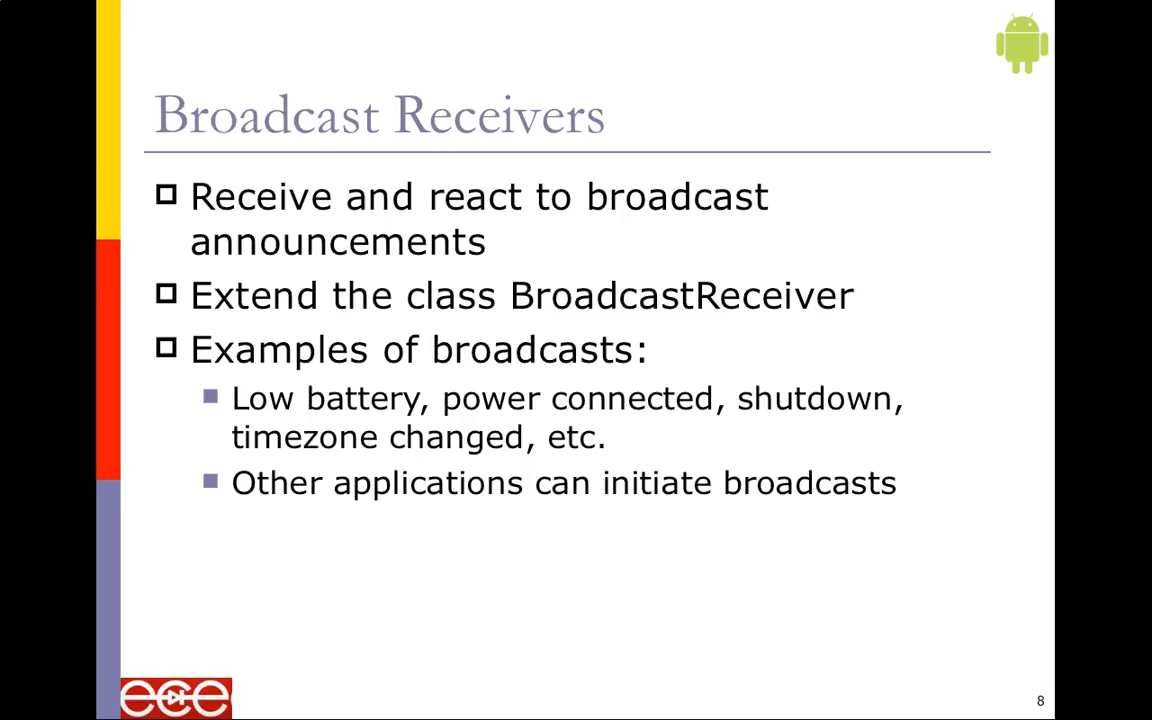 Broadcast Receivers
Receive and react to broadcast
announcements
Extend the class BroadcastReceiver
Examples of broadcasts:
Low battery, power connected, shutdown,
timezone changed, etc.
Other applications can initiate broadcasts
ece
8